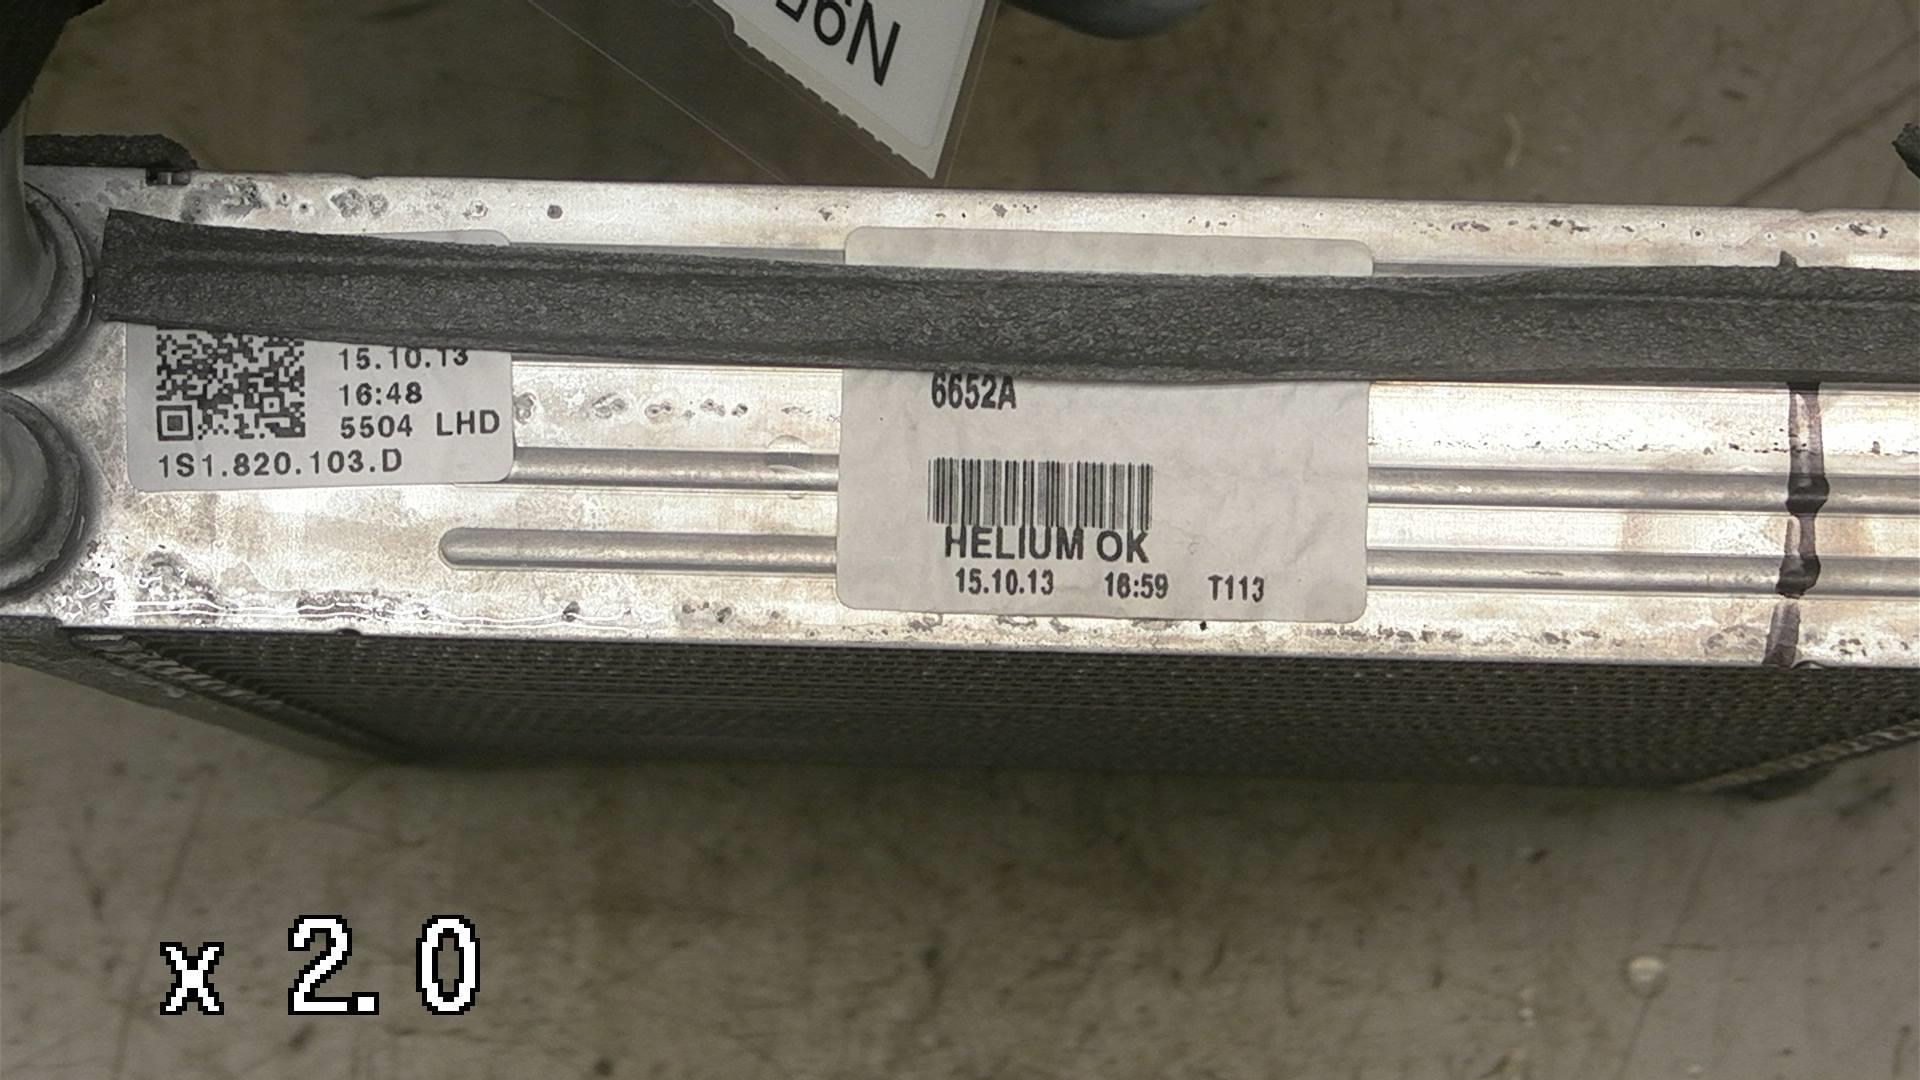 15.10.13
16:48
5504 LHD
1S1.820.103.D
6652A
HELIUM OK
15.10.13 16:59 T113
x 2.0